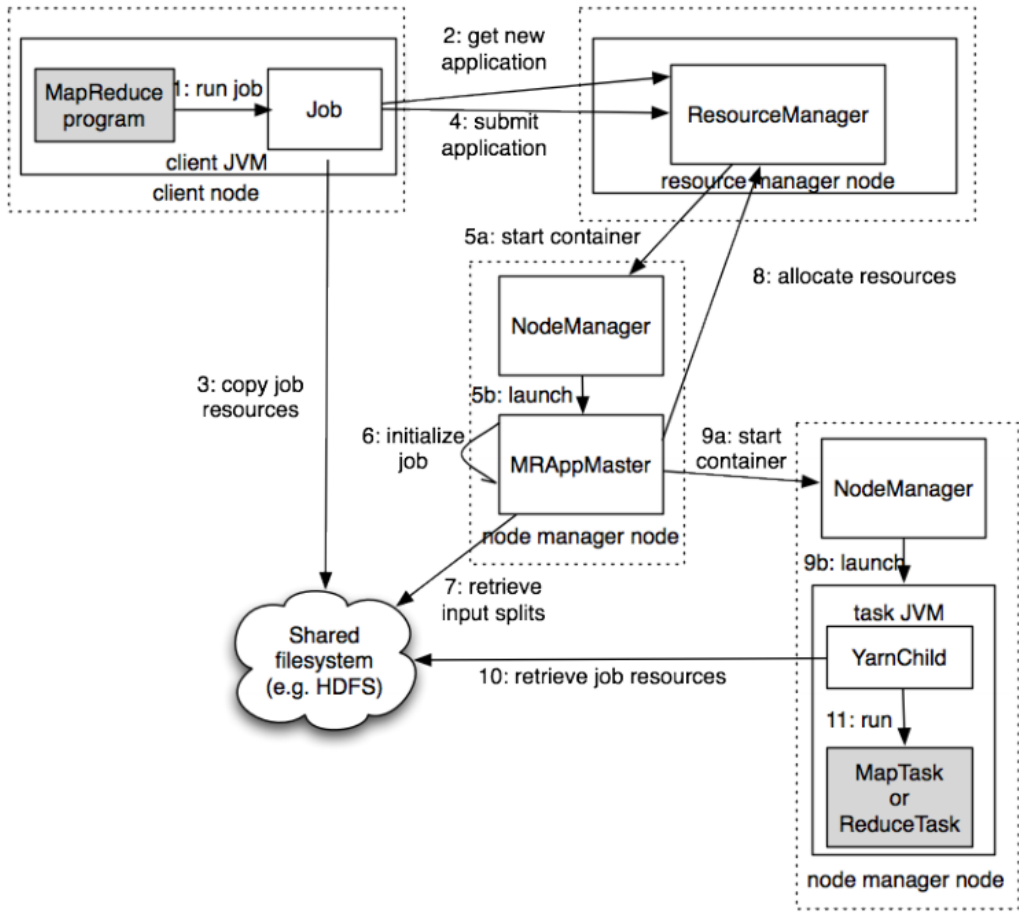 2: get new
application
MapReduce
program
1: run job
Job
4: submit
application
ResourceManager
client JVM
client node
resource manager node
5a: start container
8: allocate resources
NodeManager
3: copy job
resources
5b: launch
6: initialize
job
MRAppMaster
9a: start
container
NodeManager
node manager node
9b: launch
7: retrieve
input splits
task JVM
Shared
filesystem
(e.g. HDFS)
YarnChild
10: retrieve job resources
11: run
MapTask
or
ReduceTask
node manager node